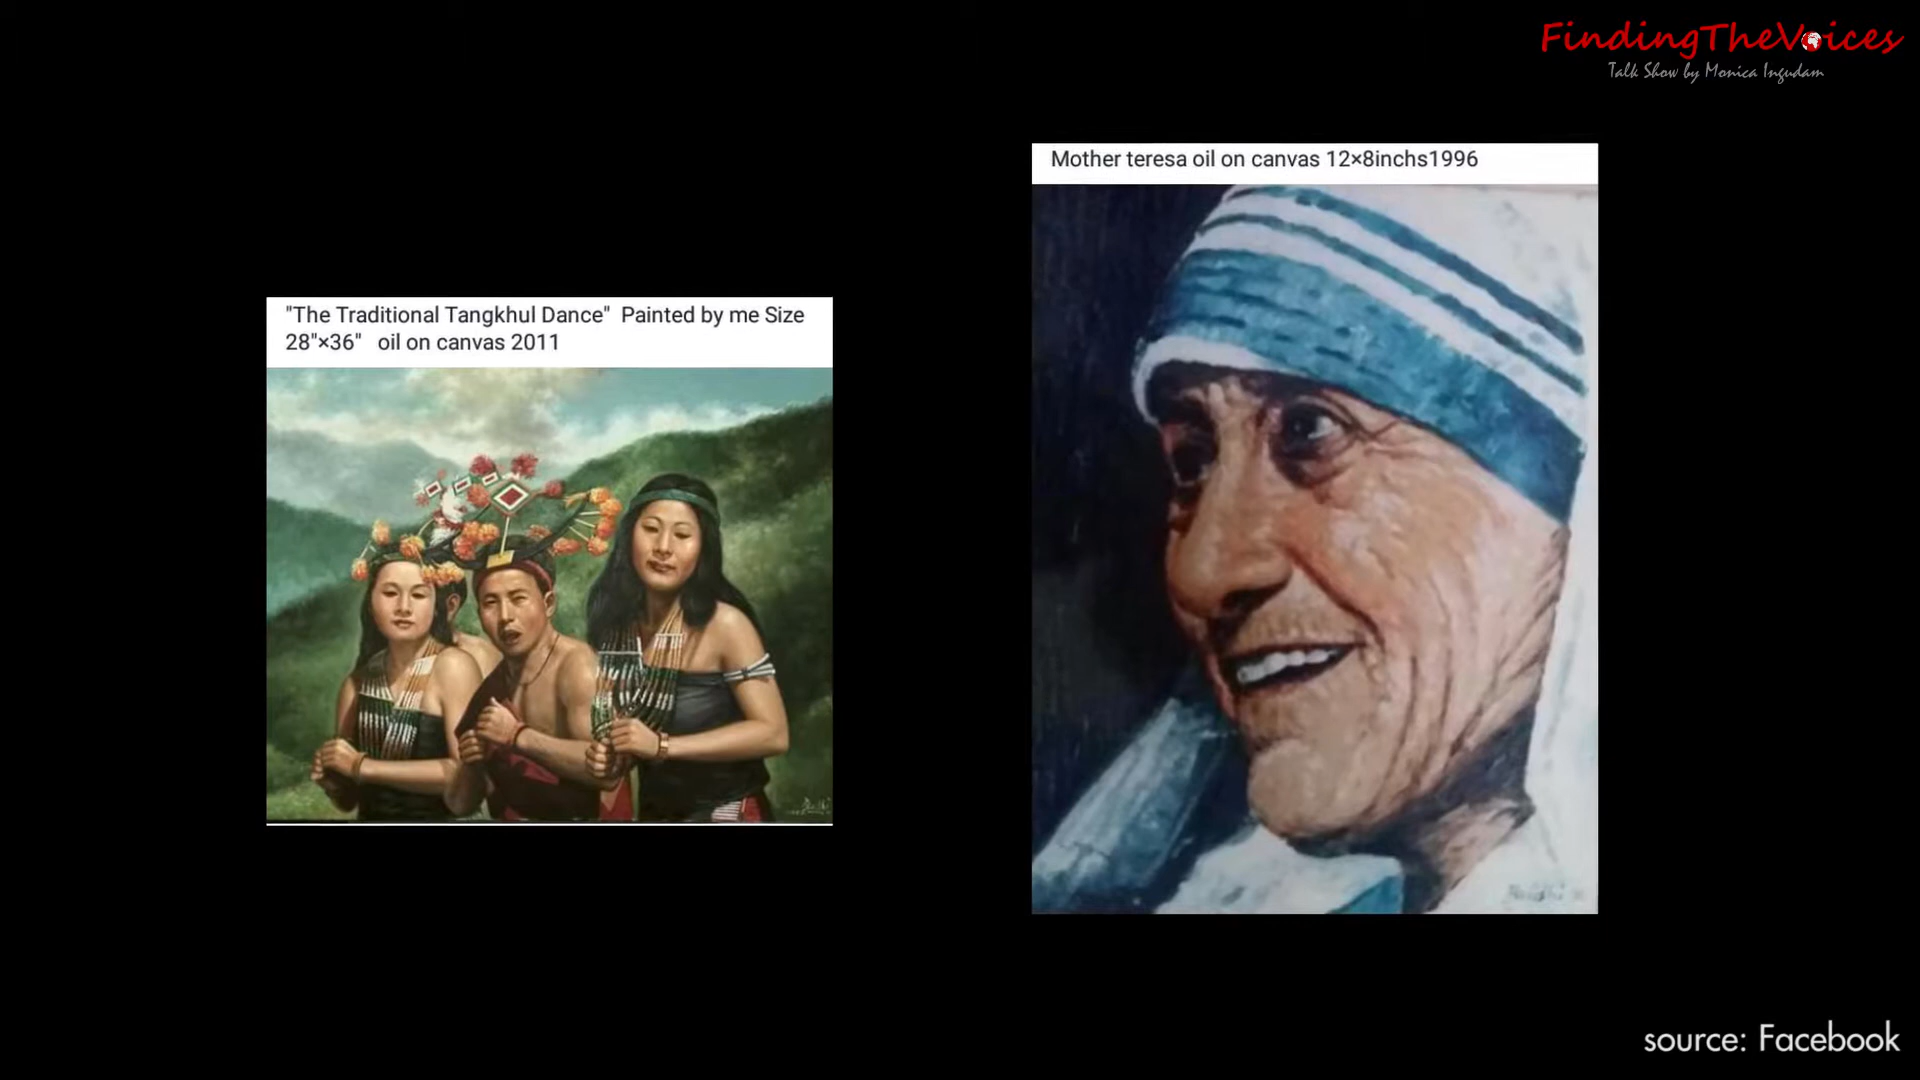 FindingTheVoices
Talk Show by Monica Ingudam
Mother teresa oil on canvas 12×8inchs1996
"The Traditional Tangkhul Dance" Painted by me Size
28"×36" oil on canvas 2011
source: Facebook